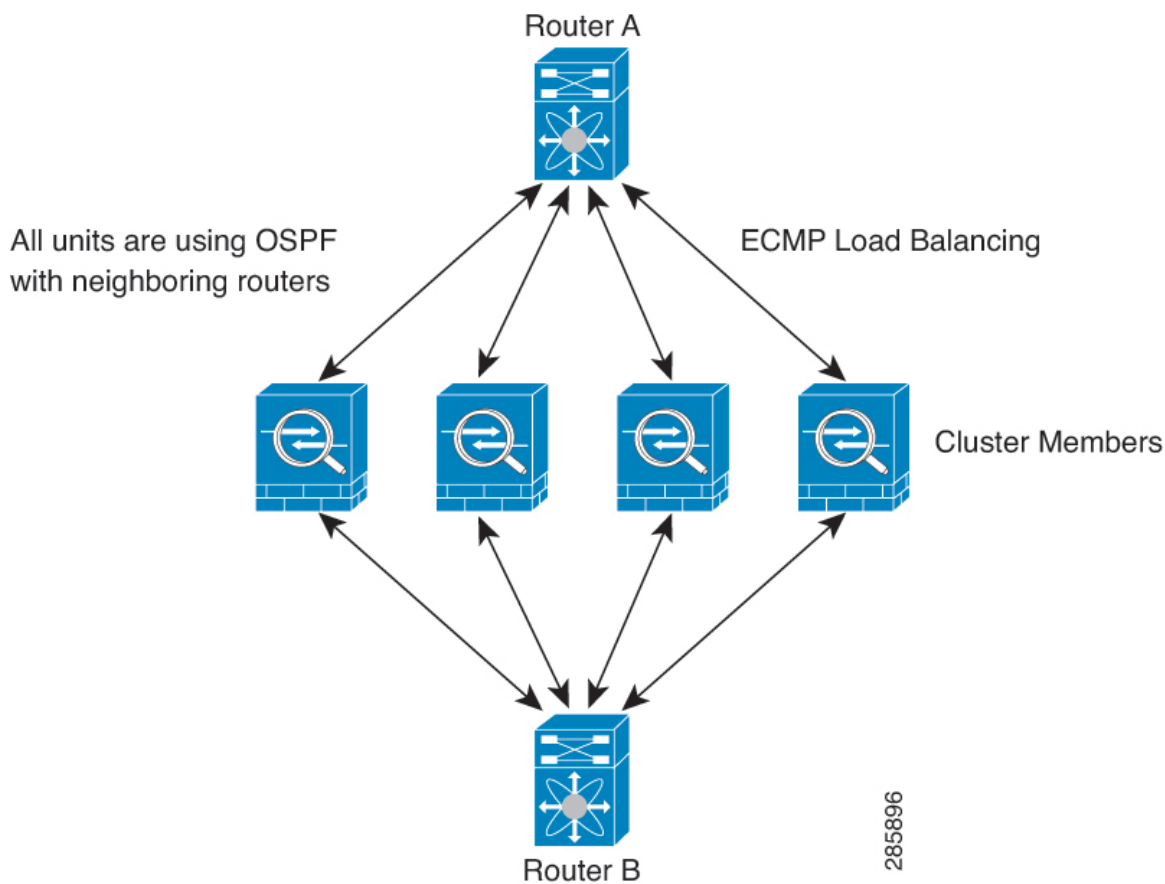 Router A
All units are using OSPF
with neighboring routers
ECMP Load Balancing
Cluster Members
Router B
285896